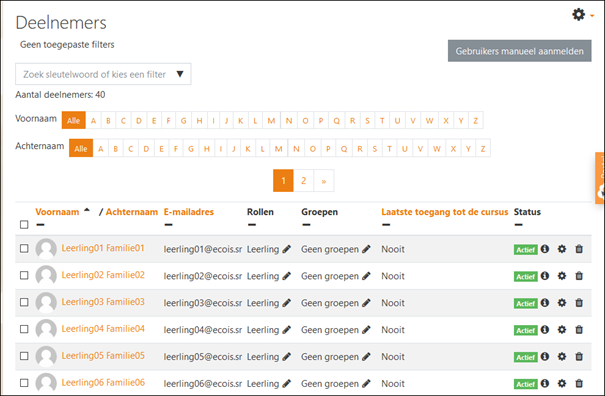 Deelnemers
Geen toegepaste filters
Gebruikers manueel aanmelden
Zoek sleutelwoord of kies een filter ▼
Aantal deelnemers: 40
Voornaam Alle A B C D E F G H I J K L M N O P Q R S T U V W X Y Z
Achternaam Alle A B C D E F G H I J K L M N O P Q R S T U V W X Y Z
1 2 »
Voornaam / Achternaam E-mailadres Rollen Groepen Laatste toegang tot de cursus Status
Leerling01 Familie01 leerling01@ecois.sr Leerling Geen groepen Nooit Actief
Leerling02 Familie02 leerling02@ecois.sr Leerling Geen groepen Nooit Actief
Leerling03 Familie03 leerling03@ecois.sr Leerling Geen groepen Nooit Actief
Leerling04 Familie04 leerling04@ecois.sr Leerling Geen groepen Nooit Actief
Leerling05 Familie05 leerling05@ecois.sr Leerling Geen groepen Nooit Actief
Leerling06 Familie06 leerling06@ecois.sr Leerling Geen groepen Nooit Actief